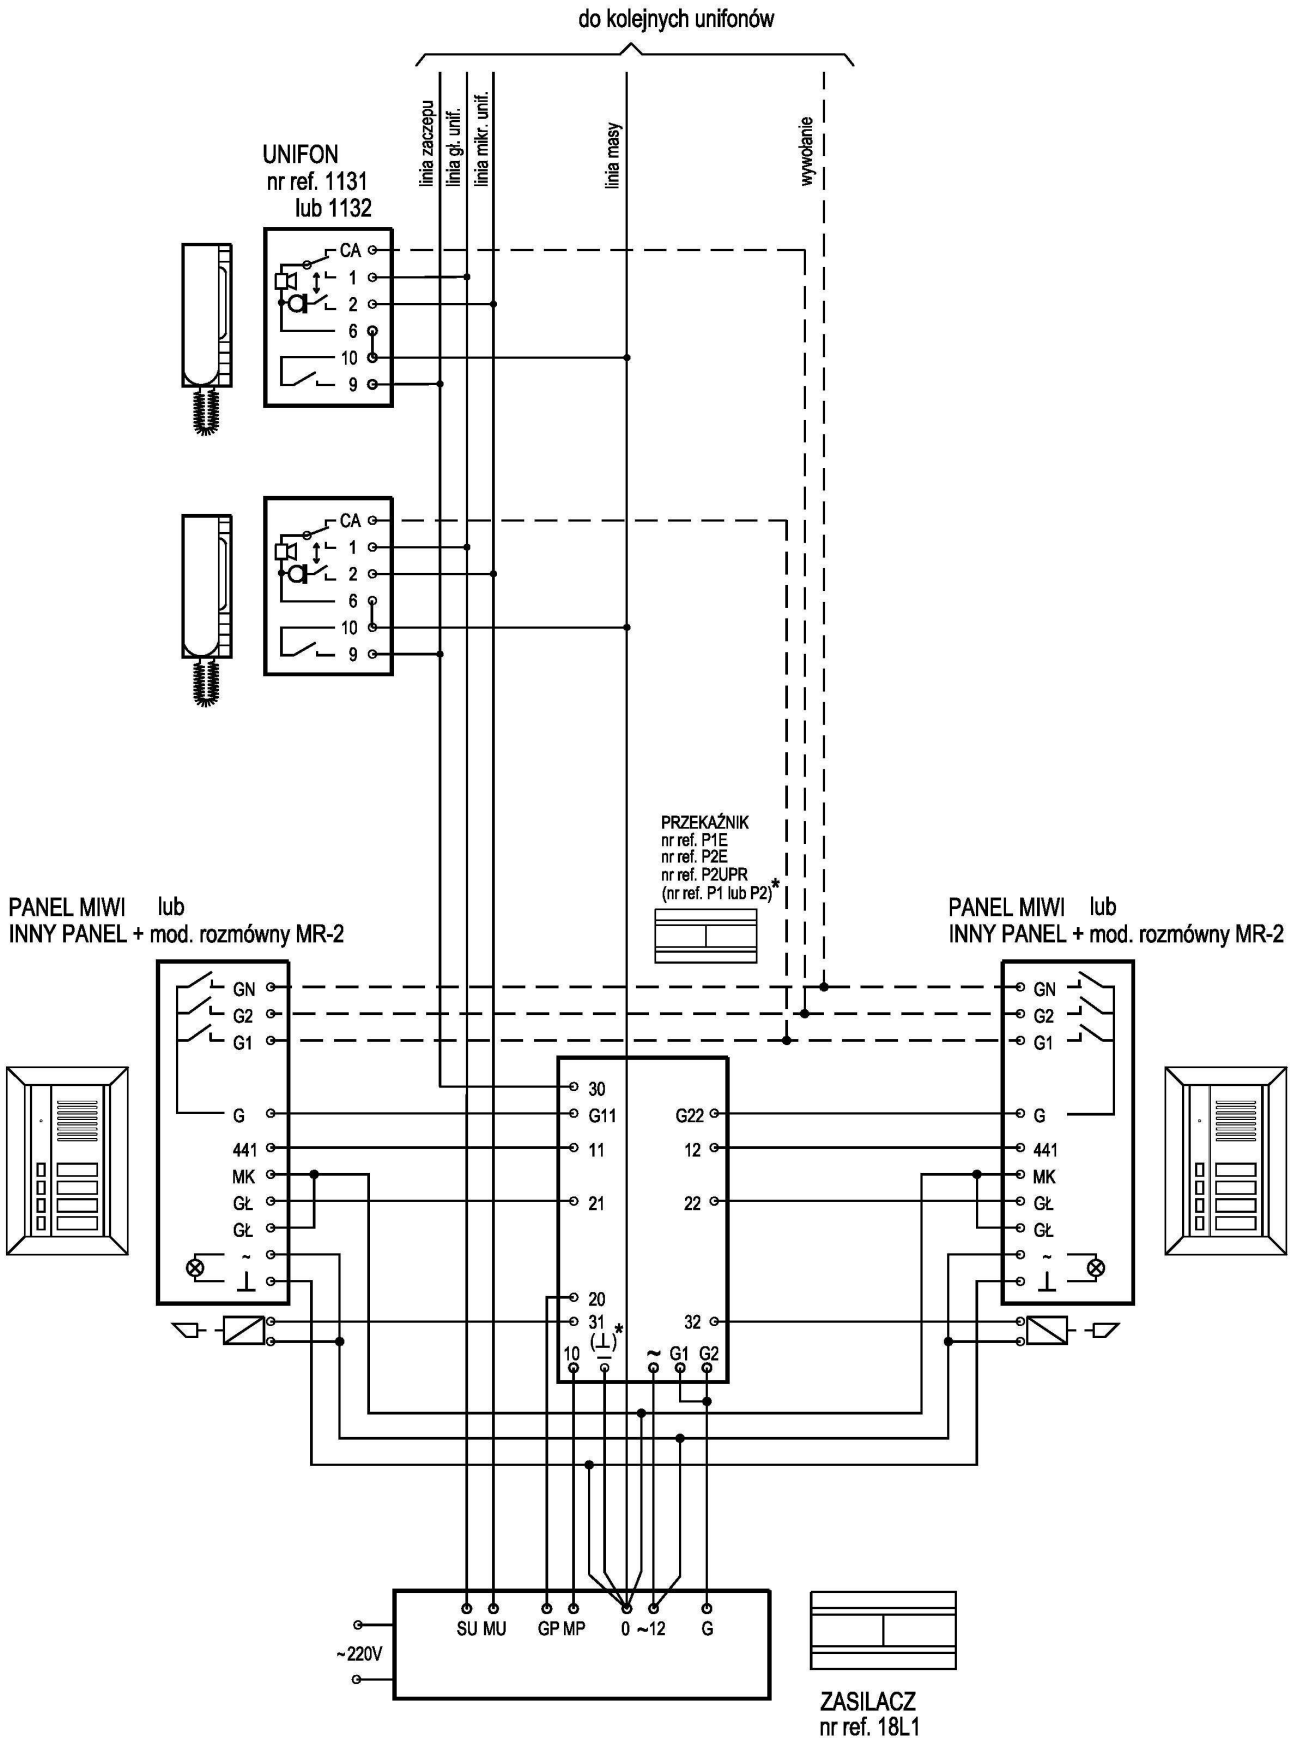 do kolejnych unifonów
linia zaczepu
linia gł. unif.
linia mikr. unif.
linia masy
wywołanie
UNIFON
nr ref. 1131
lub 1132
CA
1
2
6
10
9
CA
1
2
6
10
9
PRZEKAŹNIK
nr ref. P1E
nr ref. P2E
nr ref. P2UPR
(nr ref. P1 lub P2)*
PANEL MIWI lub
INNY PANEL + mod. rozmówny MR-2
PANEL MIWI lub
INNY PANEL + mod. rozmówny MR-2
GN
G2
G1
G
441
MK
GŁ
GŁ
~
⊥
GN
G2
G1
G
441
MK
GŁ
GŁ
~
⊥
30
G11
11
21
20
31
G22
12
22
32
10
(⊥)*
–
~
G1
G2
SU MU GP MP 0 ~12 G
~220V
ZASILACZ
nr ref. 18L1